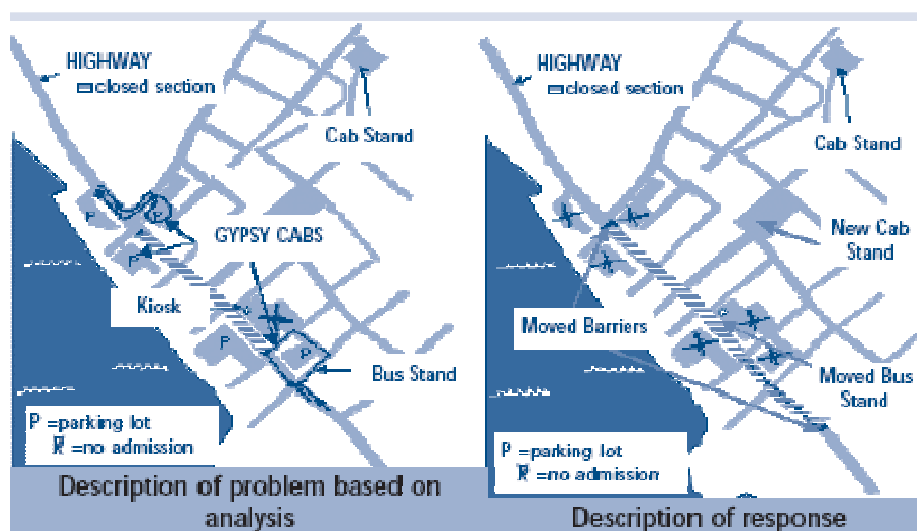 HIGHWAY
closed section
Cab Stand
P
P
GYPSY CABS
P
Kiosk
P
P
Bus Stand
P =parking lot
P =no admission
Description of problem based on
analysis
HIGHWAY
closed section
Cab Stand
New Cab
Stand
Moved Barriers
Moved Bus
Stand
P =parking lot
P =no admission
Description of response